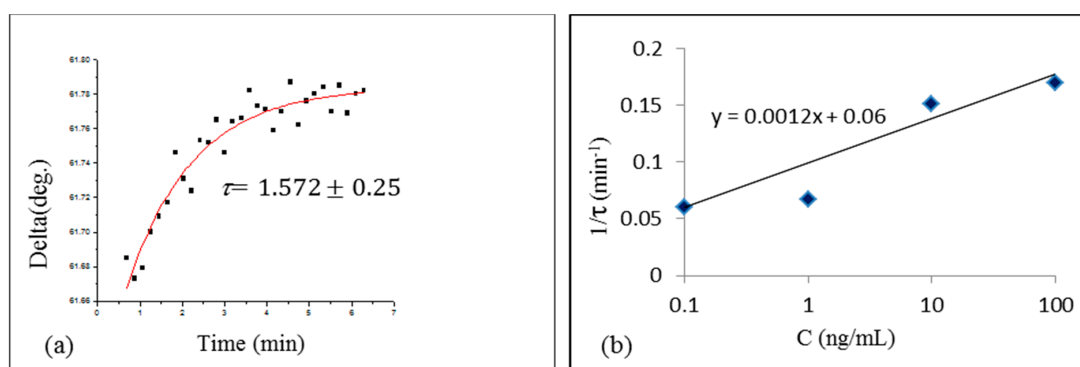 61.80
61.78
61.76
61.74
61.72
61.70
61.68
61.66
Delta(deg.)
τ= 1.572 ± 0.25
0 1 2 3 4 5 6 7
(a) Time (min)
0.2
0.15
0.1
0.05
0
1/τ (min-1)
y = 0.0012x + 0.06
0.1 1 10 100
(b) C (ng/mL)